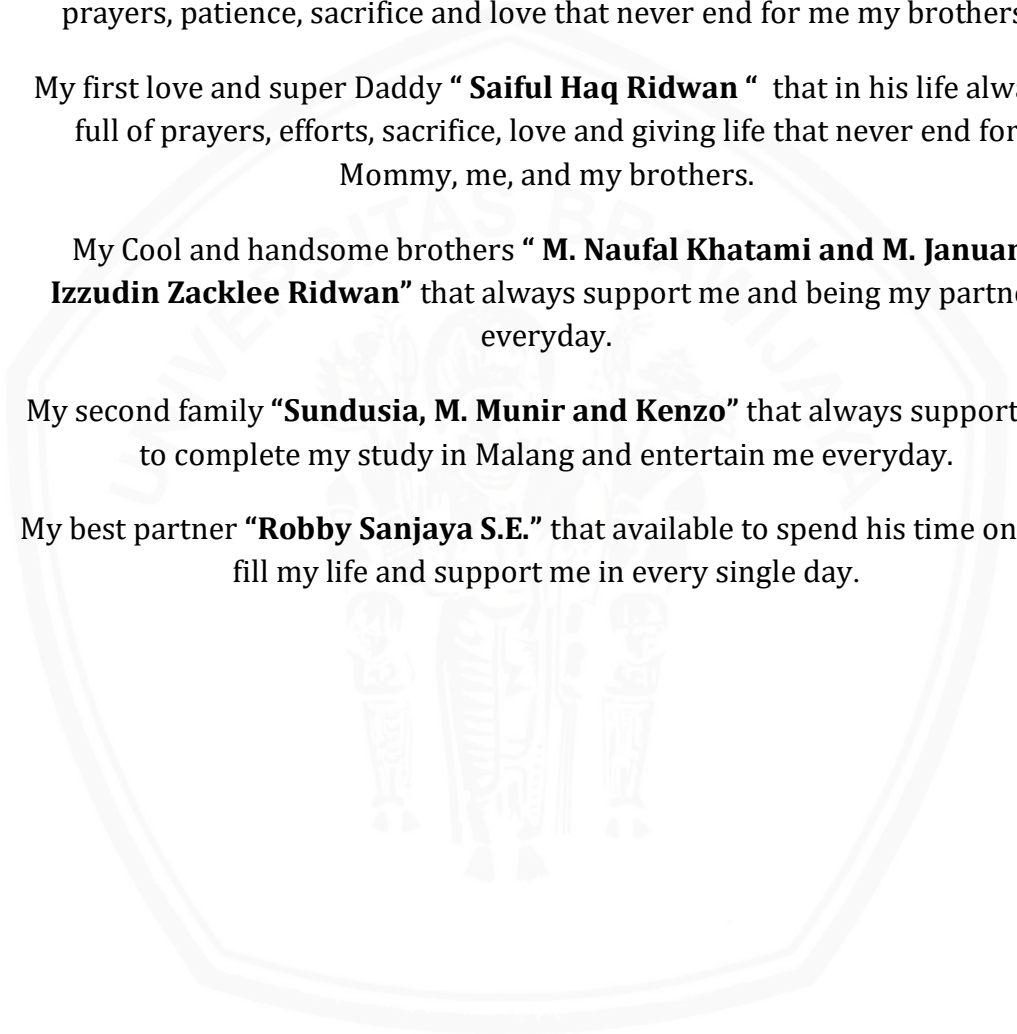 prayers, patience, sacrifice and love that never end for me my brothers
My first love and super Daddy “ Saiful Haq Ridwan “ that in his life
full of prayers, efforts, sacrifice, love and giving life that never end for
Mommy, me, and my brothers.
My Cool and handsome brothers “ M. Naufal Khatami and M.
Izzudin Zacklee Ridwan” that always support me and being my
everyday.
My second family “Sundusia, M. Munir and Kenzo” that always support
to complete my study in Malang and entertain me everyday.
My best partner “Robby Sanjaya S.E.” that available to spend his time on
fill my life and support me in every single day.
UNIVERSITAS BRAWIJAYA